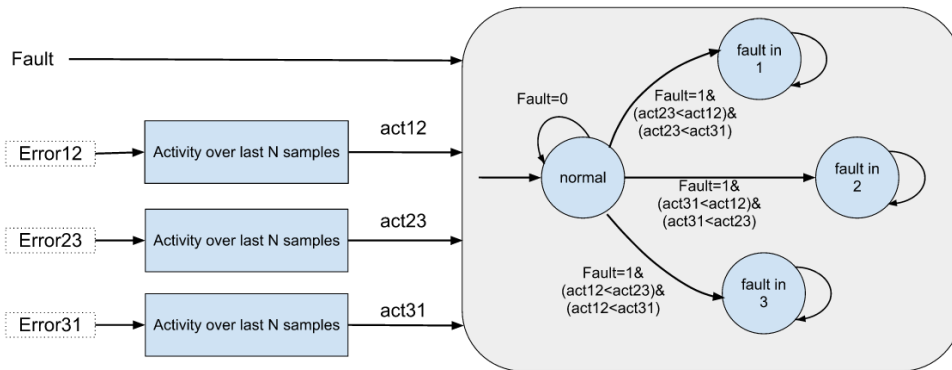 Fault
Error12
Activity over last N samples
act12
Error23
Activity over last N samples
act23
Error31
Activity over last N samples
act31
Fault=0
normal
Fault=1&
(act23<act12)&
(act23<act31)
fault in
1
Fault=1&
(act31<act12)&
(act31<act23)
fault in
2
Fault=1&
(act12<act23)&
(act12<act31)
fault in
3